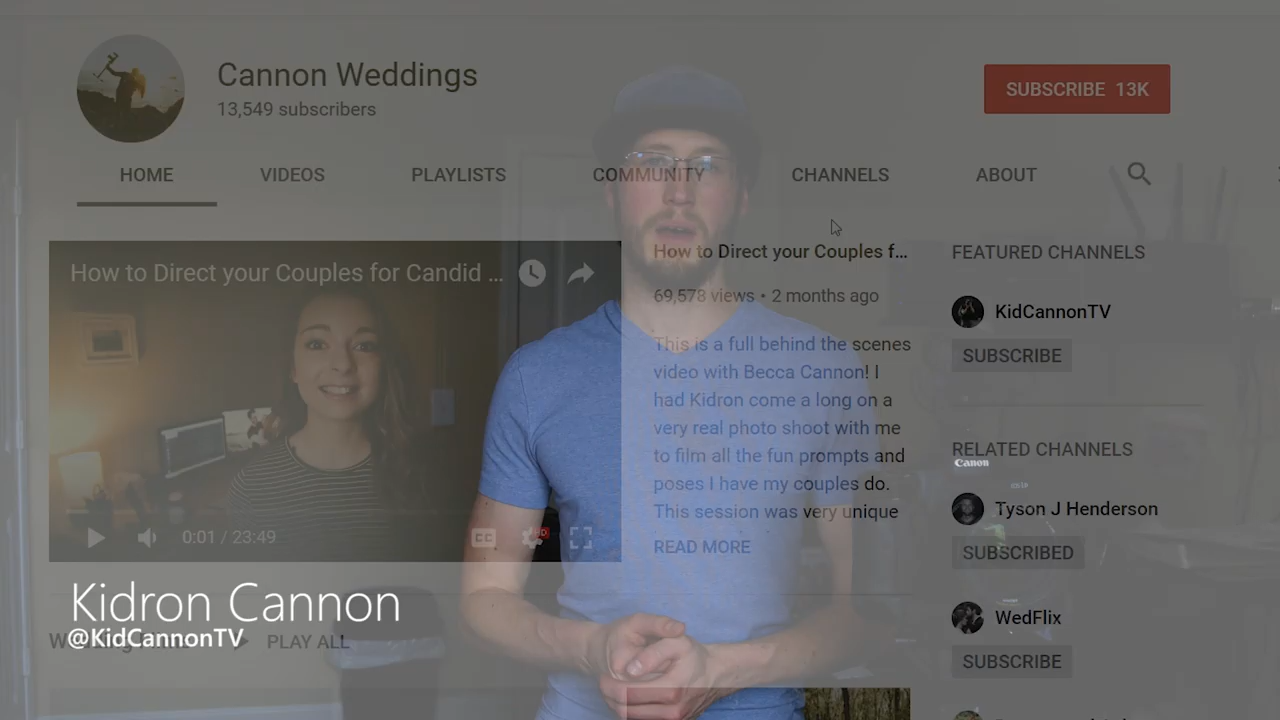 Cannon Weddings
13,549 subscribers
SUBSCRIBE 13K
HOME VIDEOS PLAYLISTS COMMUNITY CHANNELS ABOUT
How to Direct your Couples for Candid ...
0:01 / 23:49
CC
HD
How to Direct your Couples f...
69,578 views • 2 months ago
This is a full behind the scenes
video with Becca Cannon! I
had Kidron come a long on a
very real photo shoot with me
to film all the fun prompts and
poses I have my couples do.
This session was very unique
READ MORE
FEATURED CHANNELS
KidCannonTV
SUBSCRIBE
RELATED CHANNELS
Canon
Tyson J Henderson
SUBSCRIBED
WedFlix
SUBSCRIBE
Kidron Cannon
@KidCannonTV
PLAY ALL